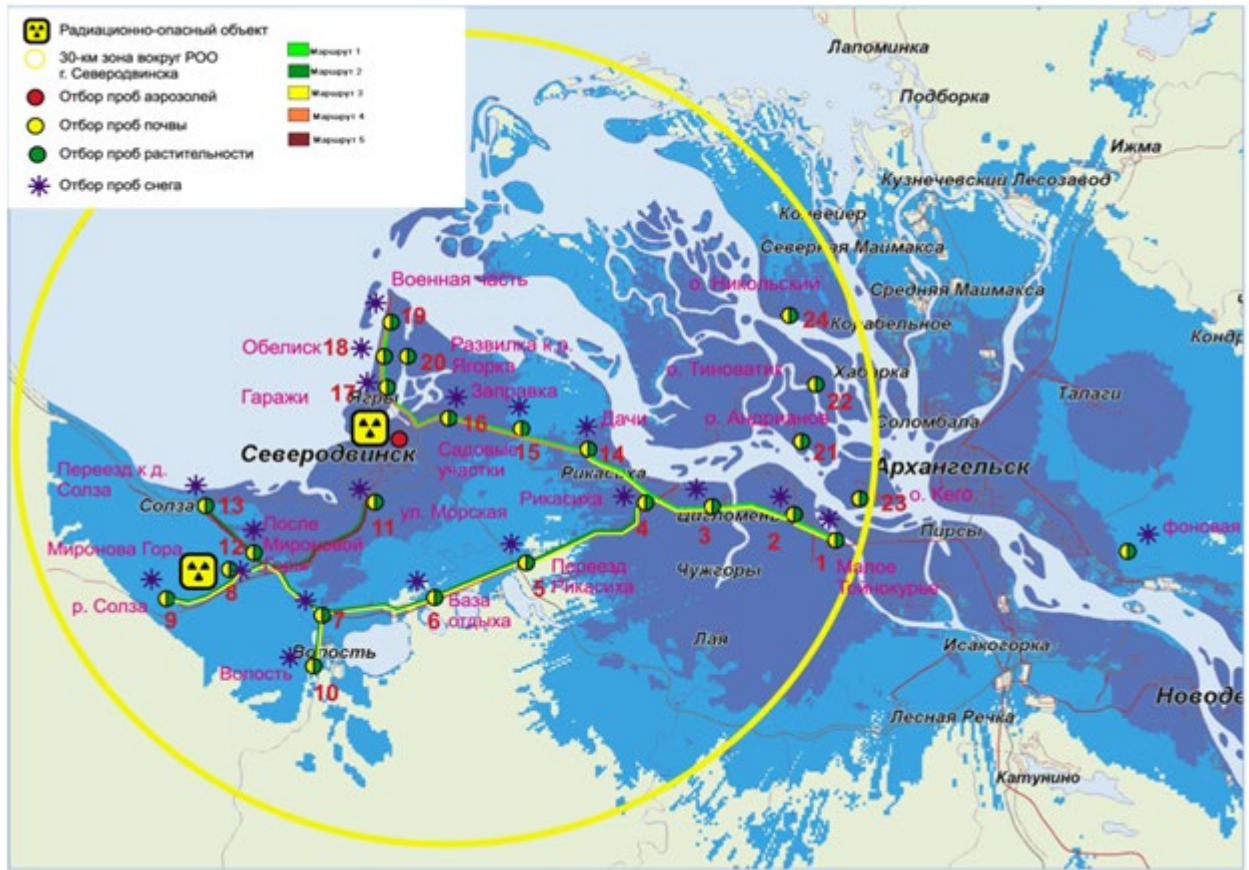 Радиационно-опасный объект
30-км зона вокруг РОО
г. Северодвинска
Отбор проб аэрозолей
Отбор проб почвы
Отбор проб растительности
Отбор проб снега
Маршрут 1
Маршрут 2
Маршрут 3
Маршрут 4
Маршрут 5
Лапоминка
Подборка
Ижма
Кузнечевский Лесозавод
Конвейер
Северная Маймакса
Средняя Маймакса
Военная часть
о. Никольский
19
24
Корабельное
Обелиск 18
20
Развилка к о.
Ягорка
о. Тиноватик
Хабарка
Талаги
Гаражи
17
Ягры
Заправка
22
16
15
Дачи
14
о. Андрианов
21
Соломбала
Северодвинск
Садовые
участки
Рикасиха
Архангельск
Переезд к д.
Солза
Солза
13
11
ул. Морская
Рикасиха
4
3
Цигломень
2
23
о. Кего
Пирсы
фоновая
Миронова Гора
12
После
Мироновой
8
9
р. Солза
7
6
База
отдыха
5
Переезд
Рикасиха
Чужгоры
1
Малое
Тойнокурье
Волость
Волость
10
Лая
Исакогорка
Лесная Речка
Катунино